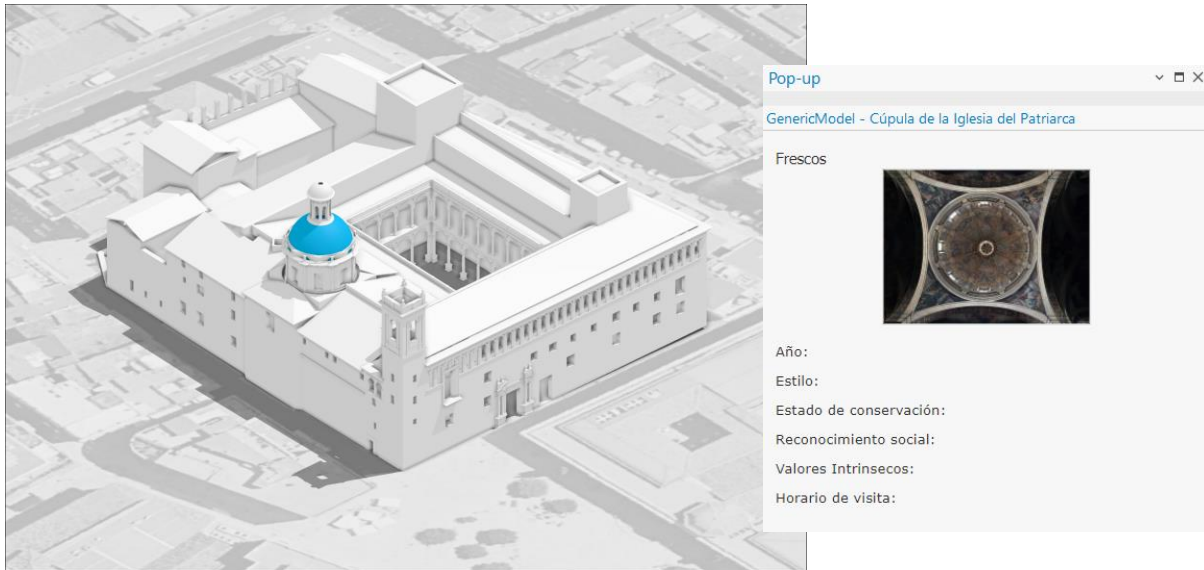 Pop-up
GenericModel - Cúpula de la Iglesia del Patriarca
Frescos
Año:
Estilo:
Estado de conservación:
Reconocimiento social:
Valores Intrinsecos:
Horario de visita: